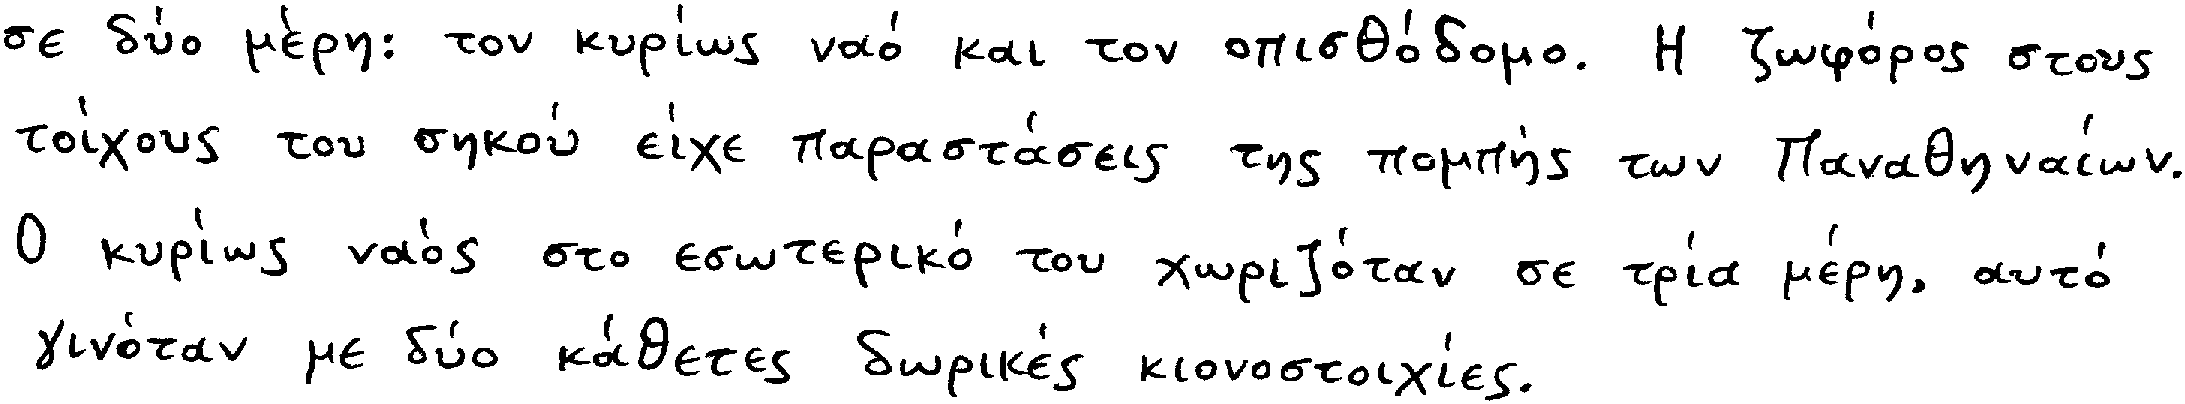 σε δύο μέρη: τον κυρίως ναό και τον οπισθόδομο. Η ζωφόρος στους
τοίχους του σηκού είχε παραστάσεις της πομπής των Παναθηναίων.
Ο κυρίως ναός στο εσωτερικό του χωριζόταν σε τρία μέρη, αυτό
γινόταν με δύο κάθετες δωρικές κιονοστοιχίες.